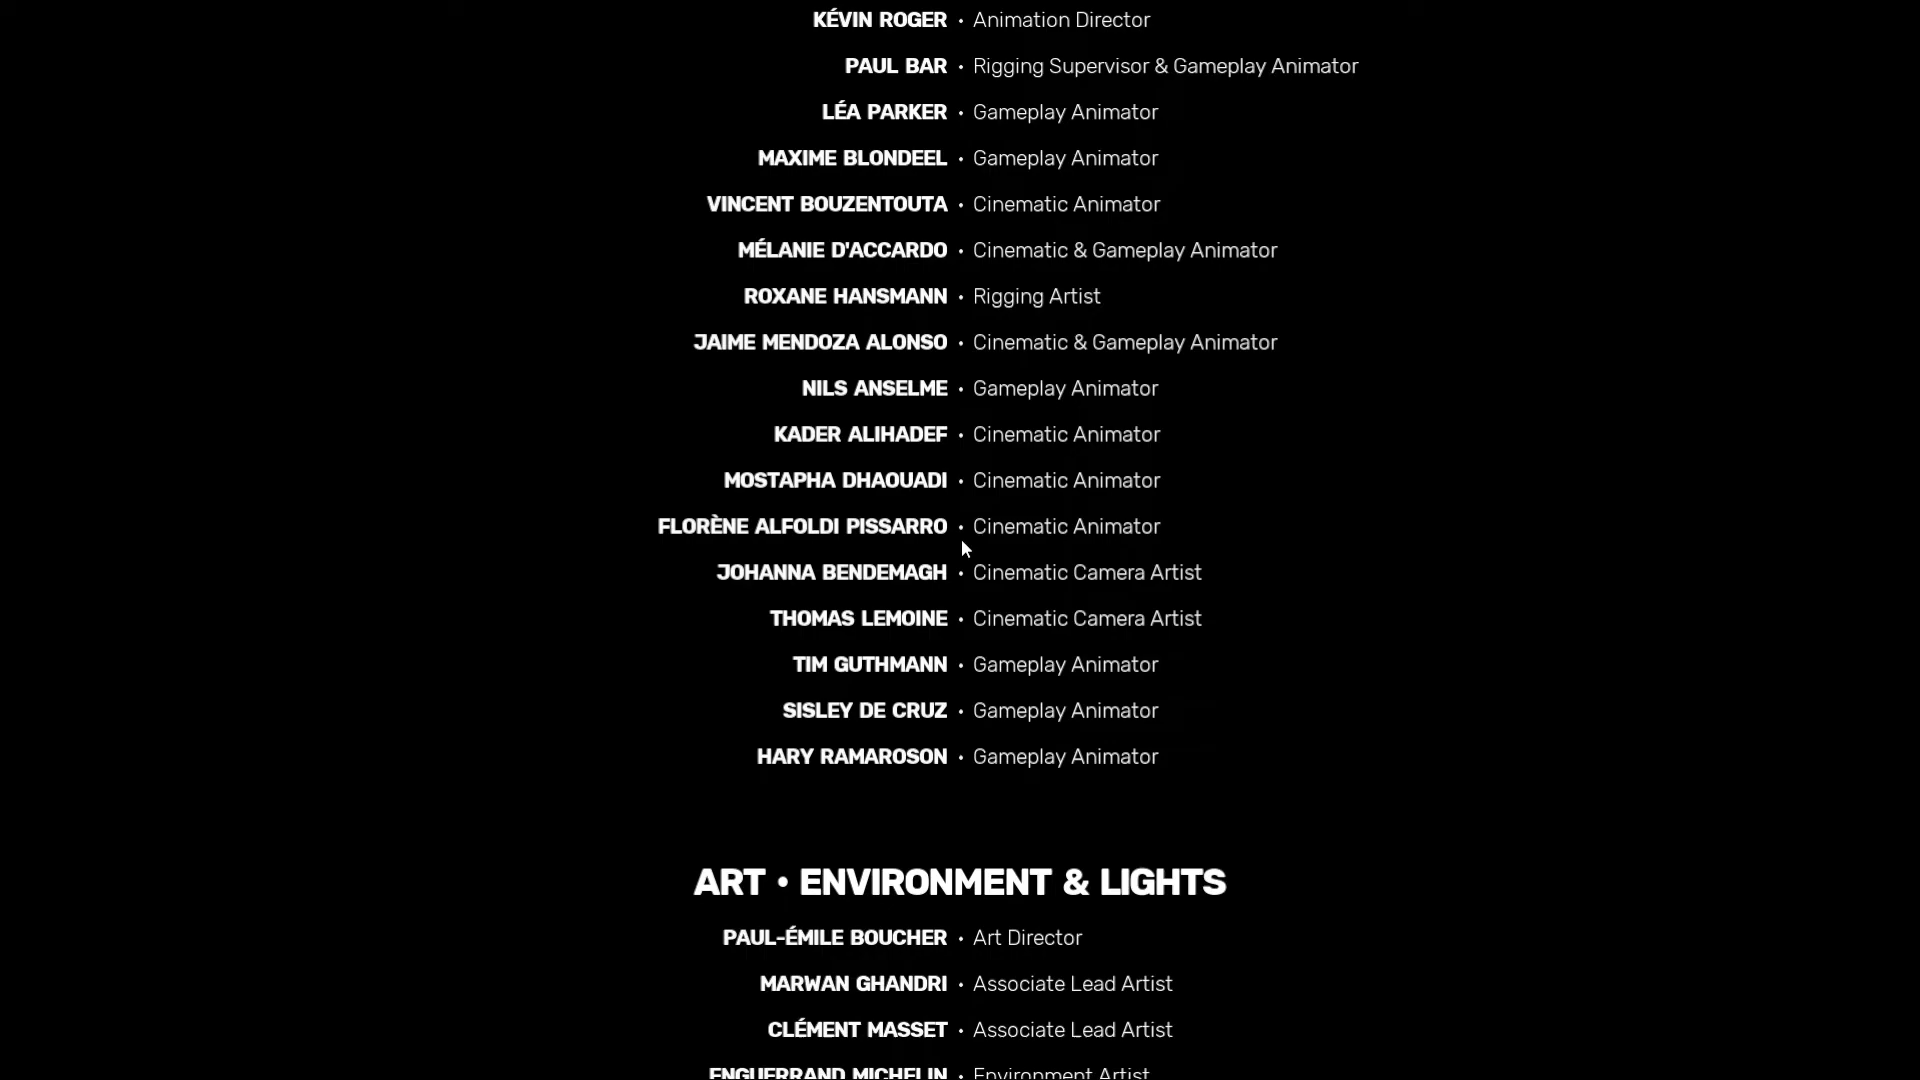 KÉVIN ROGER • Animation Director
PAUL BAR • Rigging Supervisor & Gameplay Animator
LÉA PARKER • Gameplay Animator
MAXIME BLONDEEL • Gameplay Animator
VINCENT BOUZENTOUTA • Cinematic Animator
MÉLANIE D'ACCARDO • Cinematic & Gameplay Animator
ROXANE HANSMANN • Rigging Artist
JAIME MENDOZA ALONSO • Cinematic & Gameplay Animator
NILS ANSELME • Gameplay Animator
KADER ALIHADEF • Cinematic Animator
MOSTAPHA DHAOUADI • Cinematic Animator
FLORÈNE ALFOLDI PISSARRO • Cinematic Animator
JOHANNA BENDEMAGH • Cinematic Camera Artist
THOMAS LEMOINE • Cinematic Camera Artist
TIM GUTHMANN • Gameplay Animator
SISLEY DE CRUZ • Gameplay Animator
HARY RAMAROSON • Gameplay Animator
ART • ENVIRONMENT & LIGHTS
PAUL-ÉMILE BOUCHER • Art Director
MARWAN GHANDRI • Associate Lead Artist
CLÉMENT MASSET • Associate Lead Artist
ENGUERRAND MICHELIN • Environment Artist